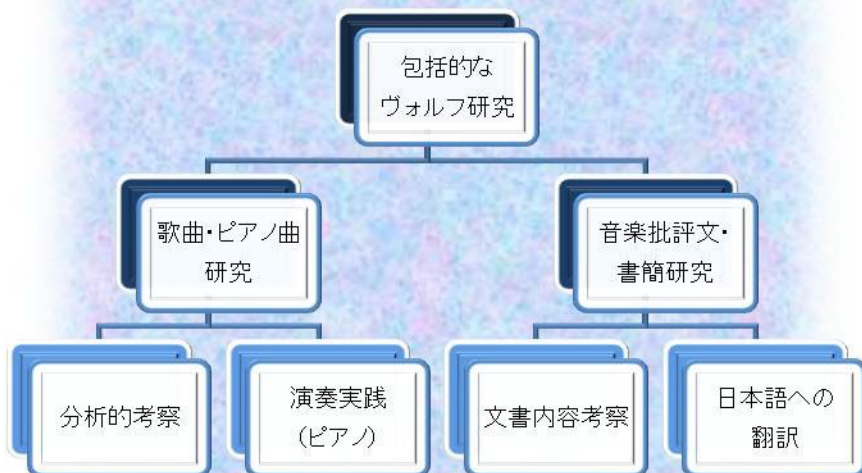 包括的な
ヴォルフ研究
歌曲・ピアノ曲
研究
音楽批評文・
書簡研究
分析的考察
演奏実践
(ピアノ)
文書内容考察
日本語への
翻訳